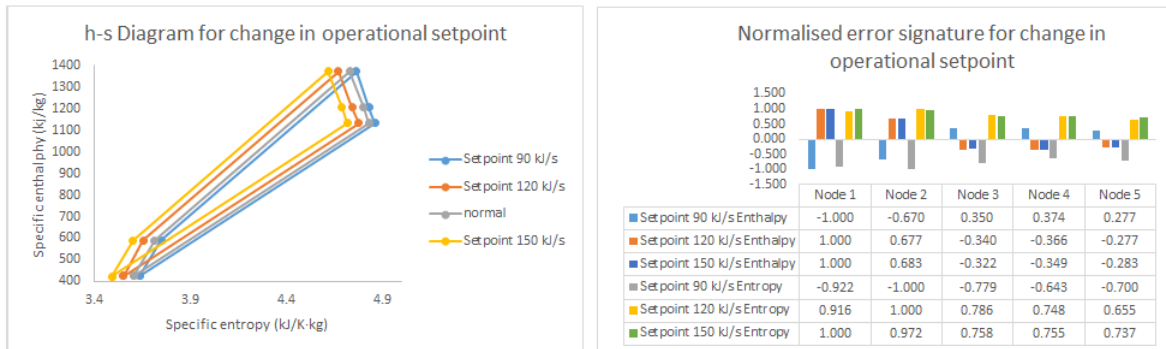 h-s Diagram for change in operational setpoint
1400
1300
1200
1100
1000
900
800
700
600
500
400
3.4
3.9
4.4
4.9
Specific enthalphy (kj/kg)
Specific entropy (kJ/K·kg)
Setpoint 90 kJ/s
Setpoint 120 kJ/s
normal
Setpoint 150 kJ/s
Normalised error signature for change in
operational setpoint
1.500
1.000
0.500
0.000
-0.500
-1.000
-1.500
Node 1 Node 2 Node 3 Node 4 Node 5
Setpoint 90 kJ/s Enthalpy -1.000 -0.670 0.350 0.374 0.277
Setpoint 120 kJ/s Enthalpy 1.000 0.677 -0.340 -0.366 -0.277
Setpoint 150 kJ/s Enthalpy 1.000 0.683 -0.322 -0.349 -0.283
Setpoint 90 kJ/s Entropy -0.922 -1.000 -0.779 -0.643 -0.700
Setpoint 120 kJ/s Entropy 0.916 1.000 0.786 0.748 0.655
Setpoint 150 kJ/s Entropy 1.000 0.972 0.758 0.755 0.737